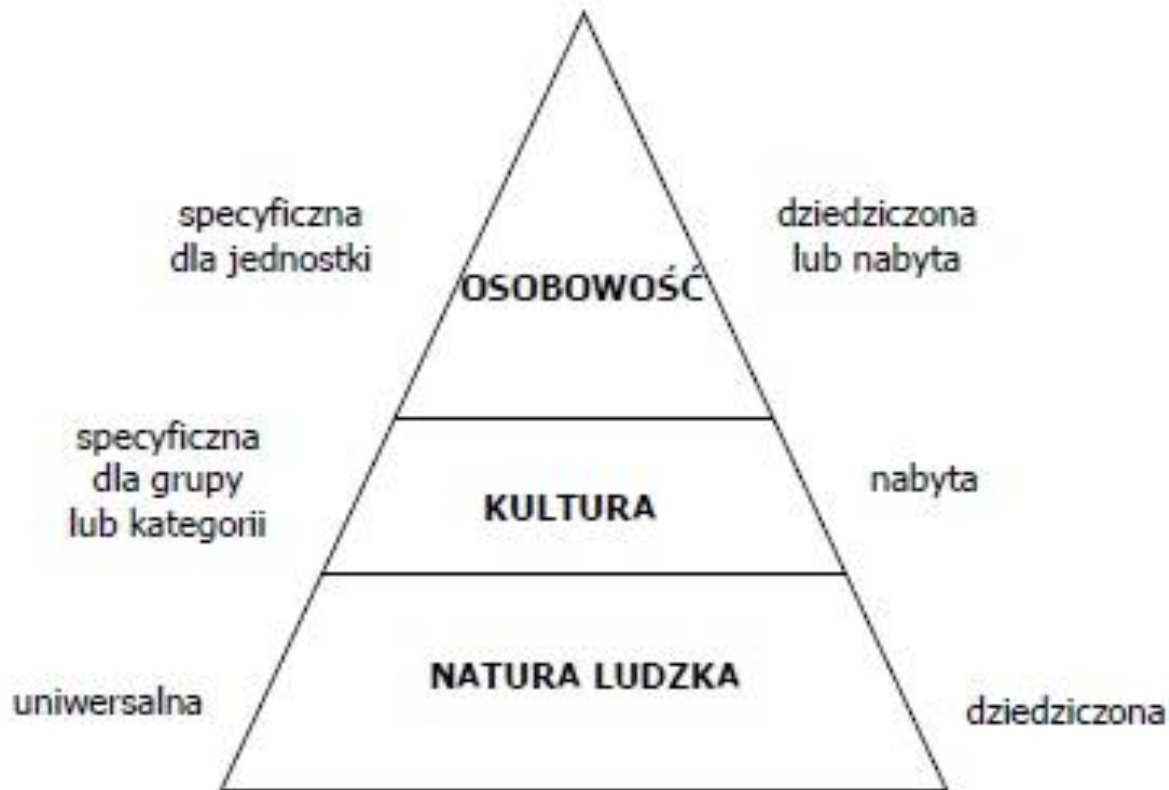 specyficzna
dla jednostki
OSOBOWOŚĆ
dziedziczona
lub nabyta
specyficzna
dla grupy
lub kategorii
KULTURA
nabyta
uniwersalna
NATURA LUDZKA
dziedziczona